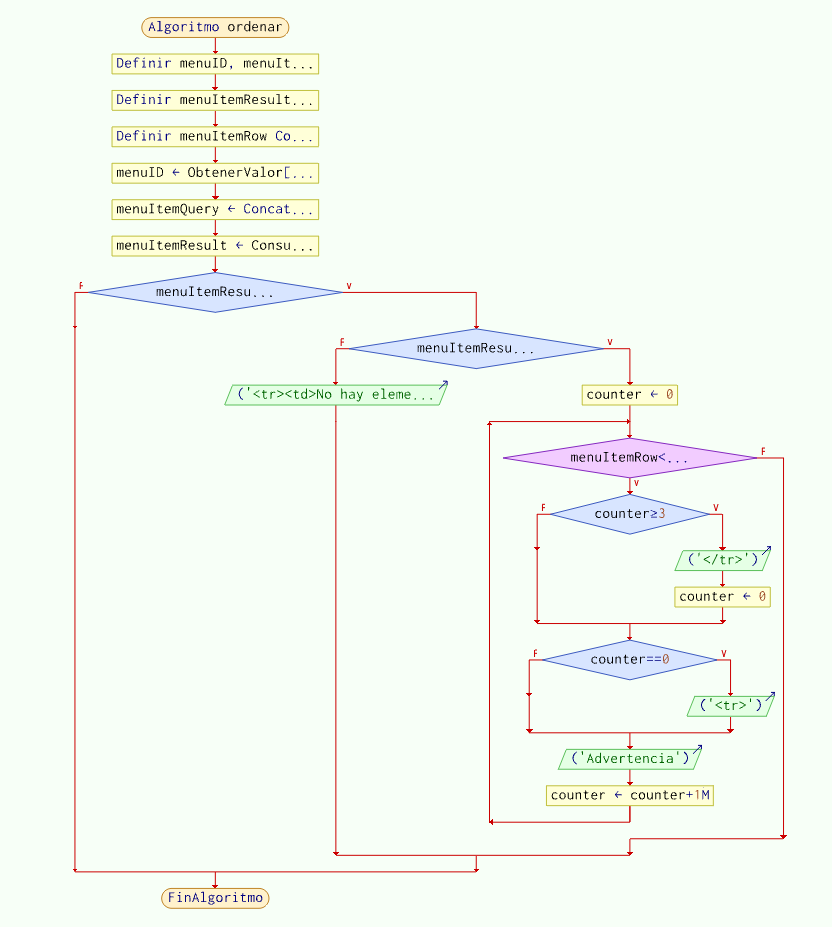 Algoritmo ordenar
Definir menuID, menuIt...
Definir menuItemResult...
Definir menuItemRow Co...
menuID ← ObtenerValor[...
menuItemQuery ← Concat...
menuItemResult ← Consu...
F
menuItemResu...
V
F
menuItemResu...
V
('<tr><td>No hay eleme...
counter ← 0
menuItemRow<...
F
V
F
counter≥3
V
('</tr>')
counter ← 0
F
counter==0
V
('<tr>')
('Advertencia')
counter ← counter+1M
FinAlgoritmo